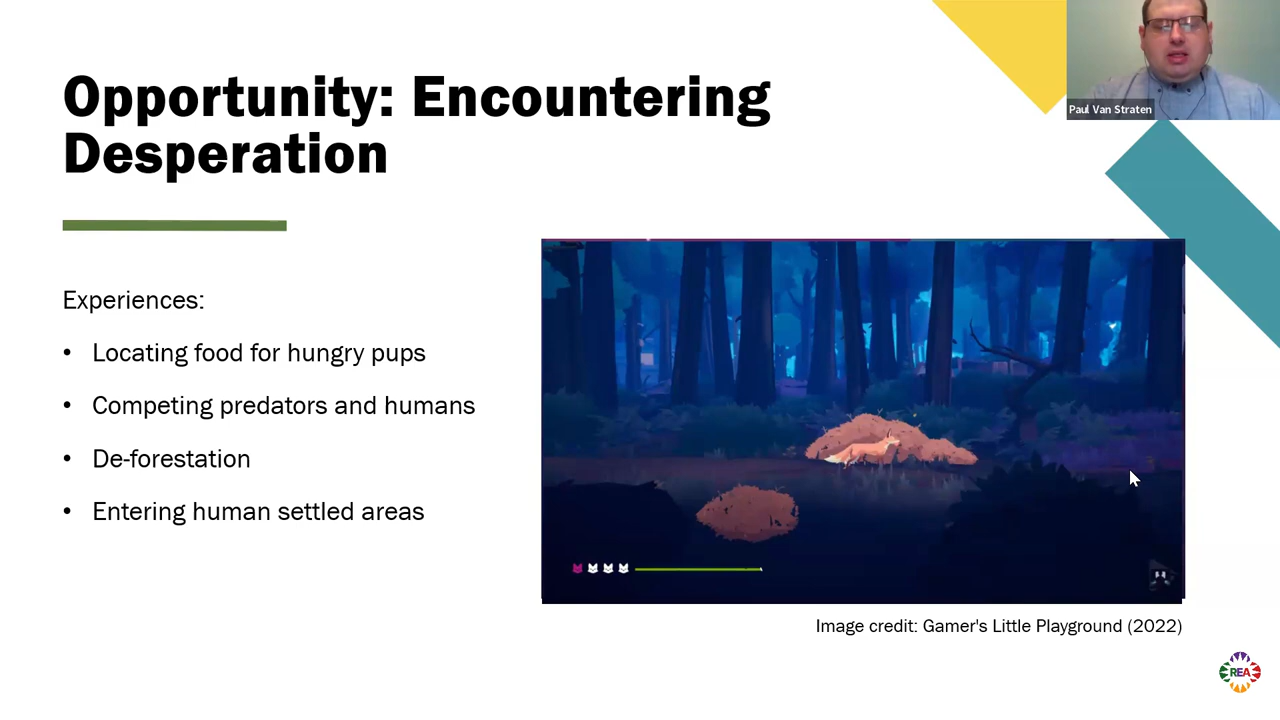 Opportunity: Encountering
Desperation
Paul Van Straten
Experiences:
• Locating food for hungry pups
• Competing predators and humans
• De-forestation
• Entering human settled areas
Image credit: Gamer's Little Playground (2022)
REA